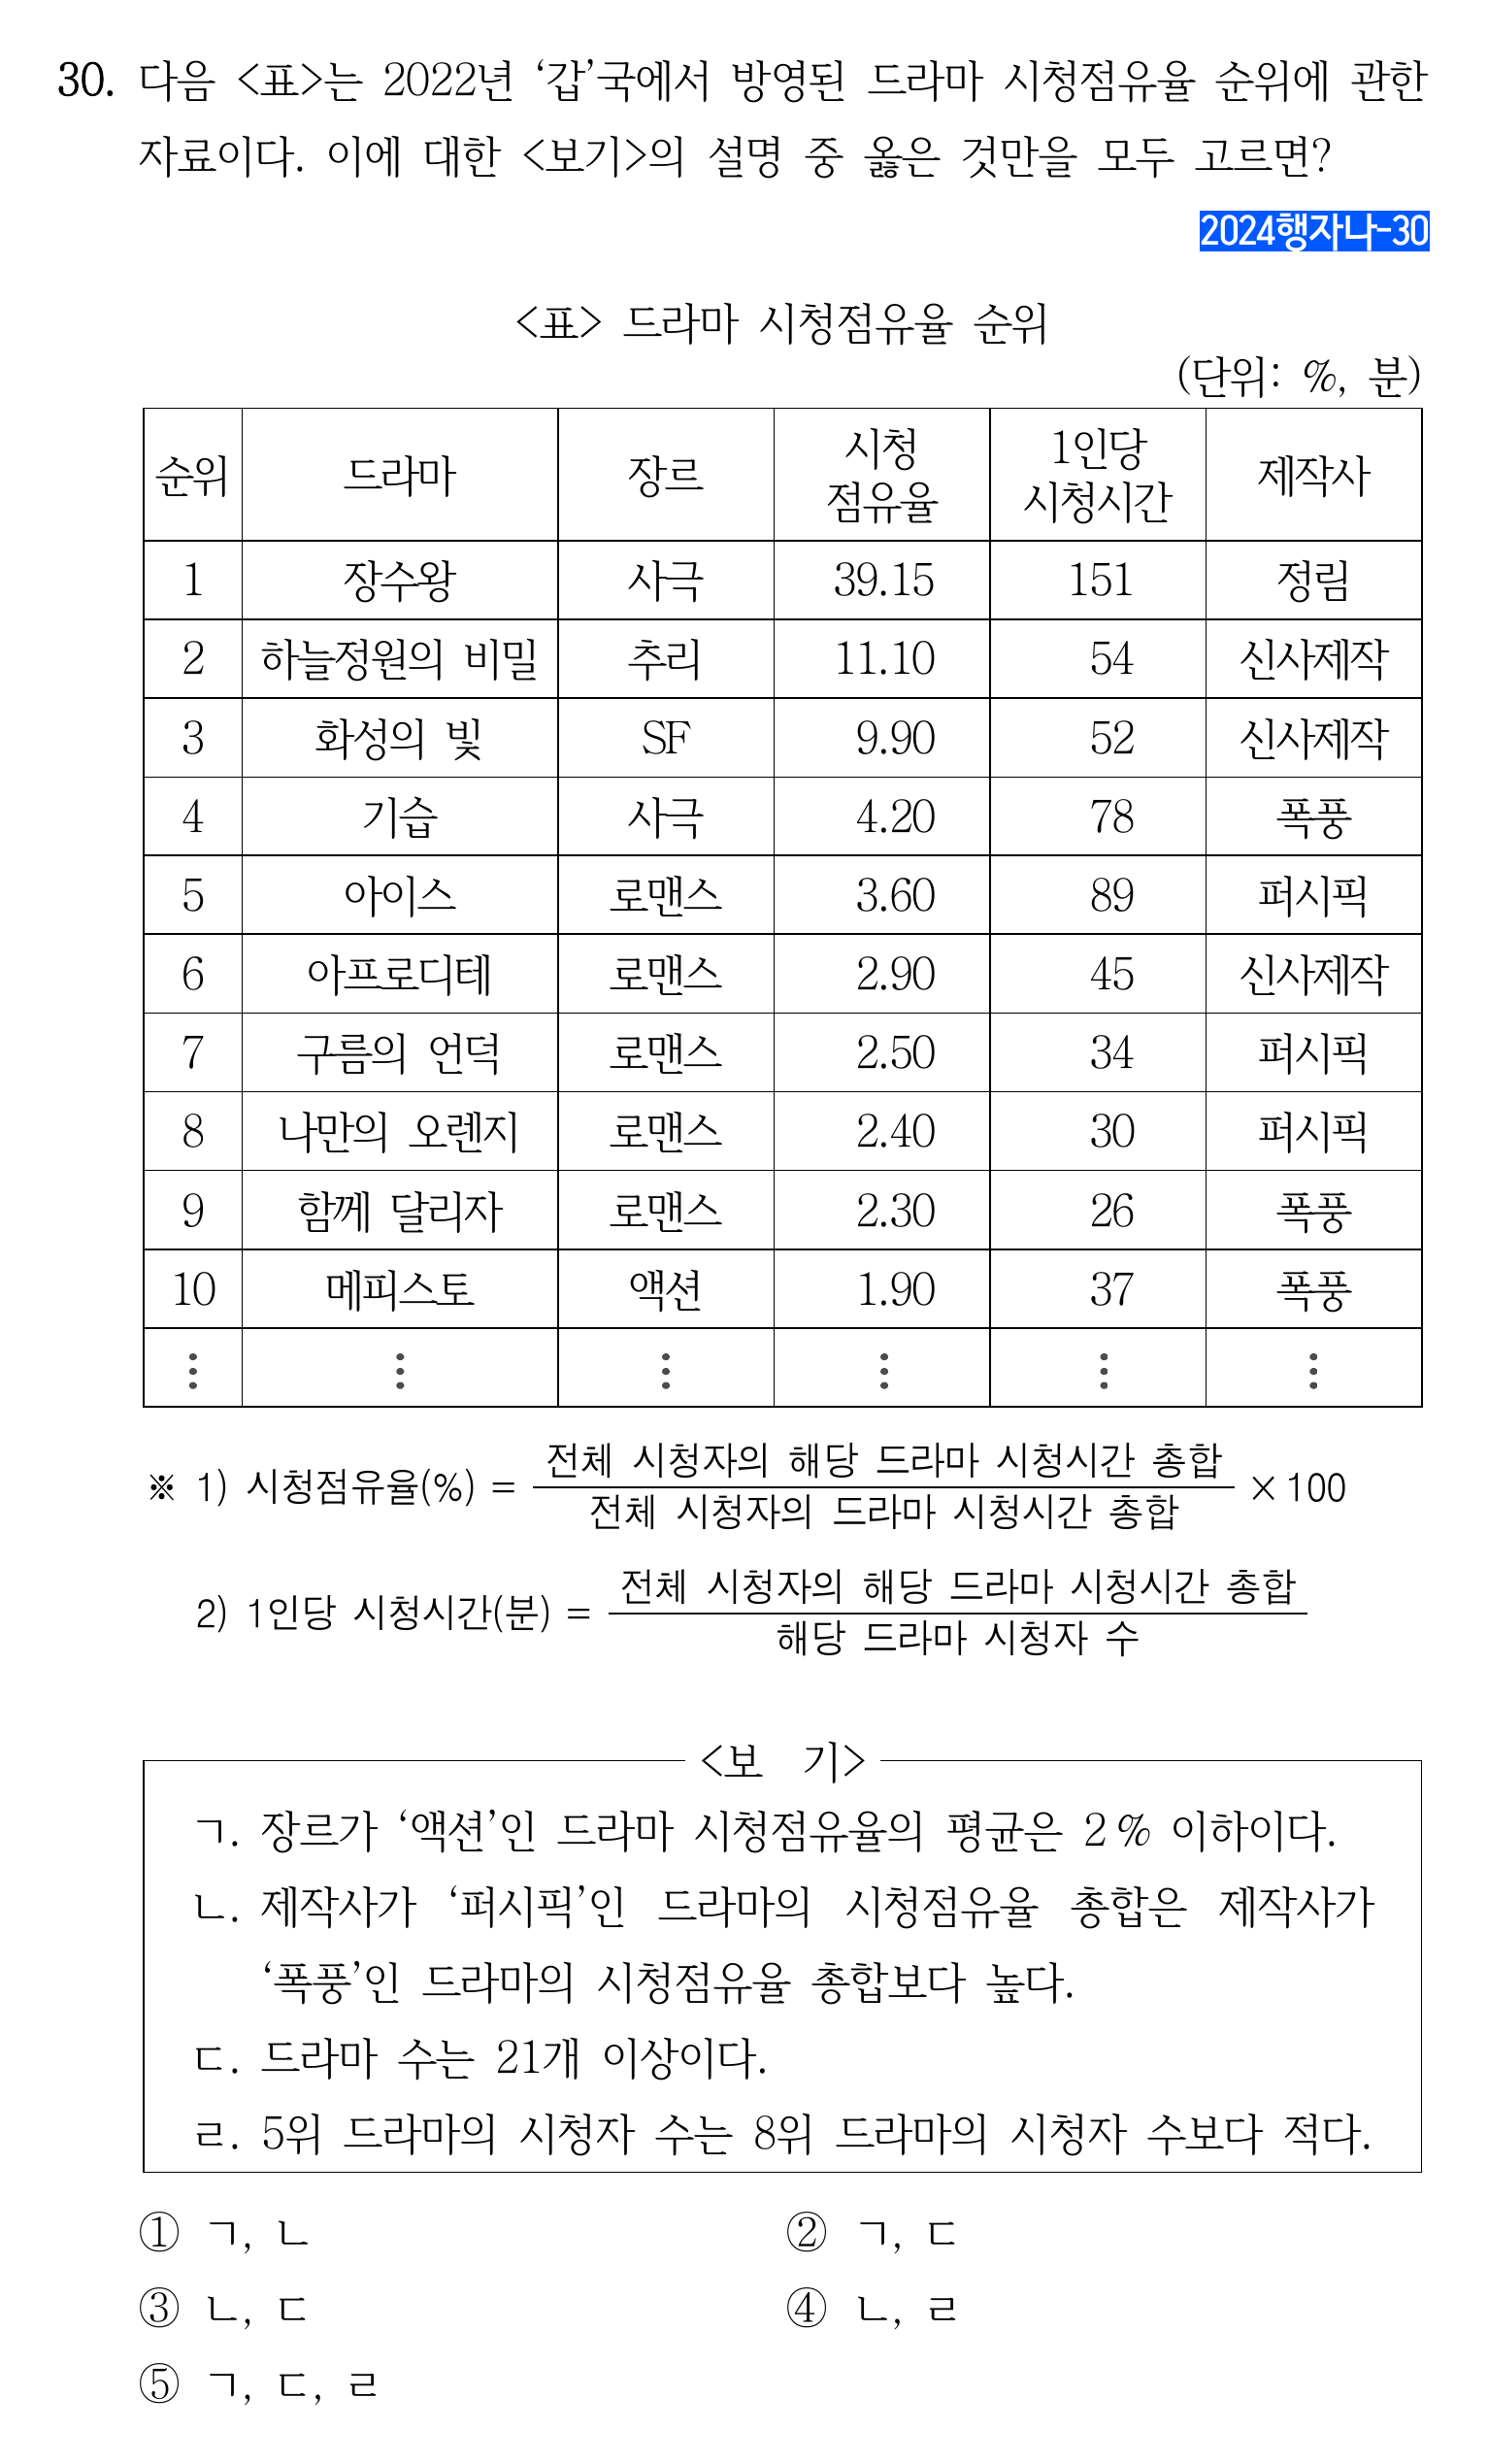 30. 다음 <표>는 2022년 ‘갑’국에서 방영된 드라마 시청점유율 순위에 관한
자료이다. 이에 대한 <보기>의 설명 중 옳은 것만을 모두 고르면?
2024행자나-30
<표> 드라마 시청점유율 순위
(단위: %, 분)
순위 드라마 장르 시청 점유율 1인당 시청시간 제작사
1 장수왕 사극 39.15 151 정림
2 하늘정원의 비밀 추리 11.10 54 신사제작
3 화성의 빛 SF 9.90 52 신사제작
4 기습 사극 4.20 78 폭풍
5 아이스 로맨스 3.60 89 퍼시픽
6 아프로디테 로맨스 2.90 45 신사제작
7 구름의 언덕 로맨스 2.50 34 퍼시픽
8 나만의 오렌지 로맨스 2.40 30 퍼시픽
9 함께 달리자 로맨스 2.30 26 폭풍
10 메피스토 액션 1.90 37 폭풍
⋮ ⋮ ⋮ ⋮ ⋮ ⋮
※ 1) 시청점유율(%) = 전체 시청자의 해당 드라마 시청시간 총합 / 전체 시청자의 드라마 시청시간 총합 × 100
2) 1인당 시청시간(분) = 전체 시청자의 해당 드라마 시청시간 총합 / 해당 드라마 시청자 수
<보 기>
ㄱ. 장르가 ‘액션’인 드라마 시청점유율의 평균은 2% 이하이다.
ㄴ. 제작사가 ‘퍼시픽’인 드라마의 시청점유율 총합은 제작사가
‘폭풍’인 드라마의 시청점유율 총합보다 높다.
ㄷ. 드라마 수는 21개 이상이다.
ㄹ. 5위 드라마의 시청자 수는 8위 드라마의 시청자 수보다 적다.
① ㄱ, ㄴ ② ㄱ, ㄷ
③ ㄴ, ㄷ ④ ㄴ, ㄹ
⑤ ㄱ, ㄷ, ㄹ